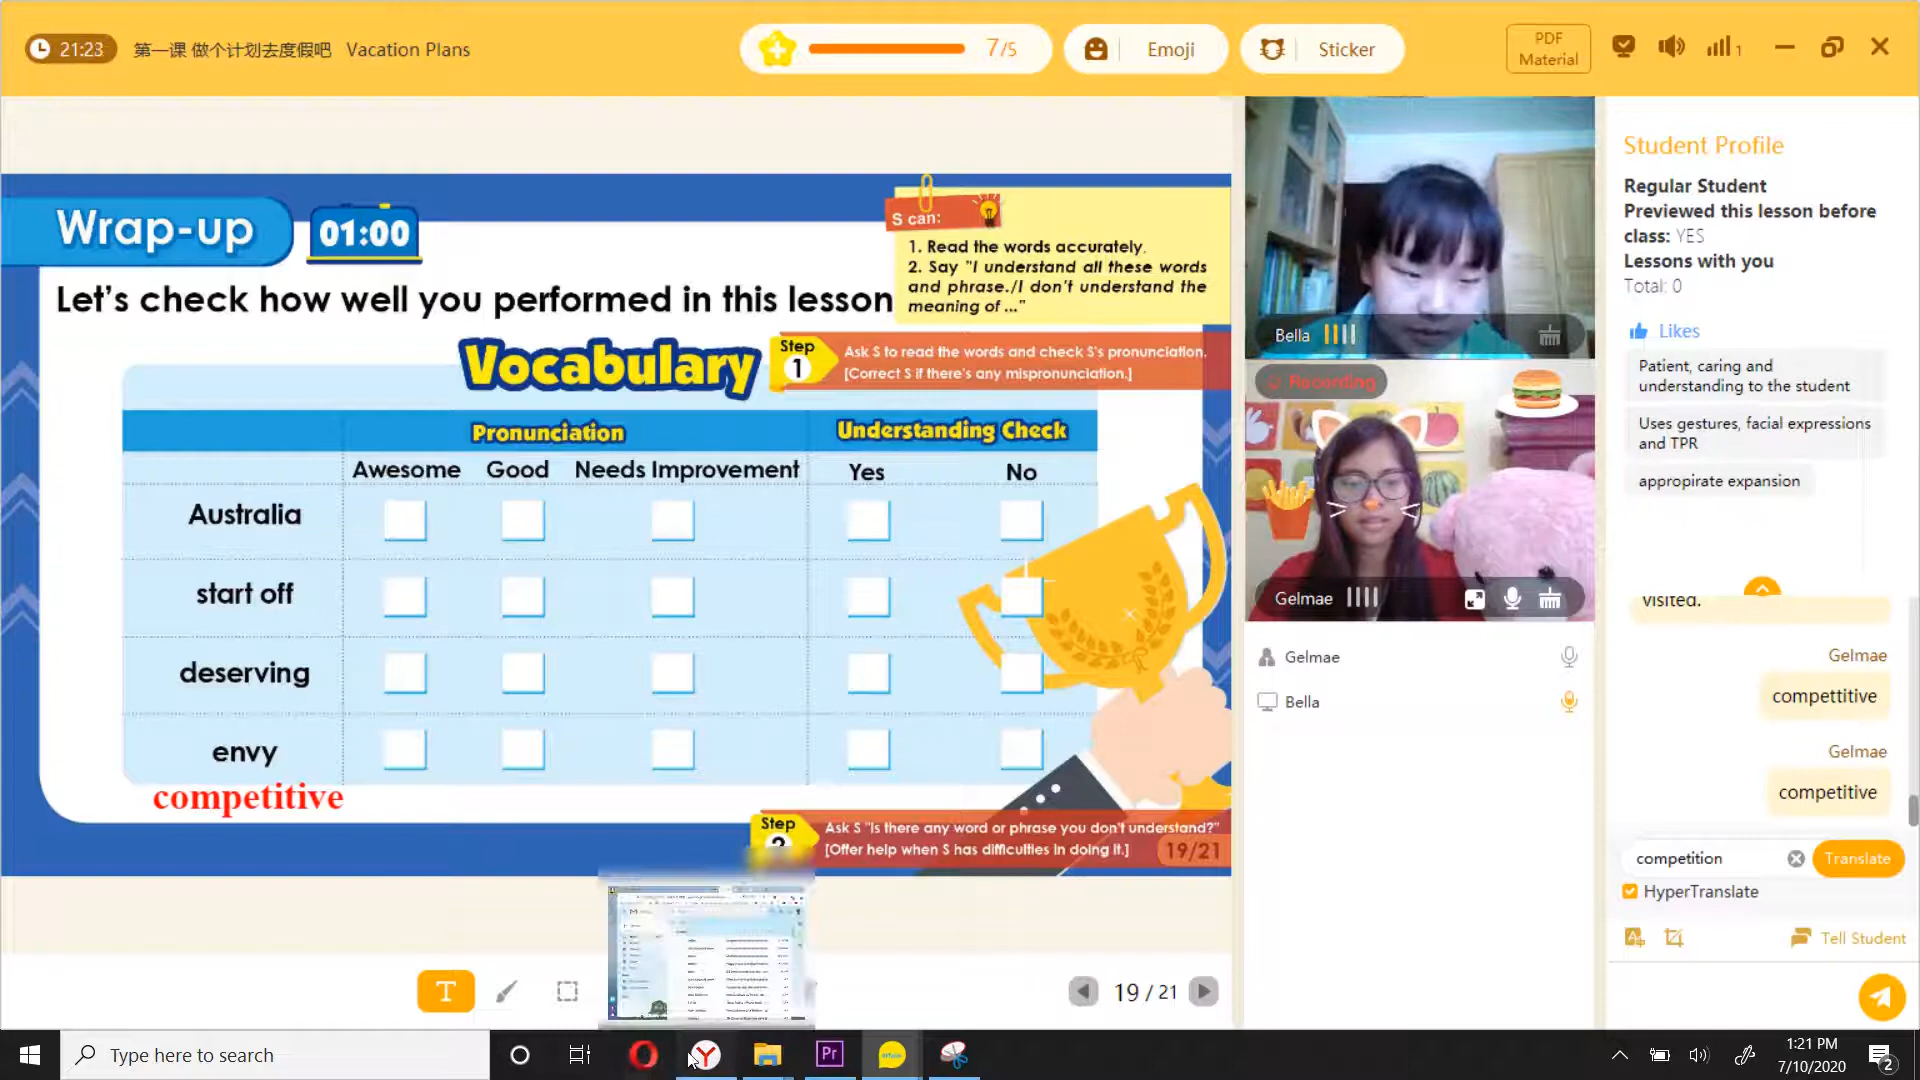 21:23
第一课 做个计划去度假吧 Vacation Plans
7/5
Emoji
Sticker
PDF
Material
1
Wrap-up
01:00
S can:
1. Read the words accurately.
2. Say "I understand all these words
and phrase./I don't understand the
meaning of ..."
Let's check how well you performed in this lesson
Vocabulary
Step
1
Ask S to read the words and check S's pronunciation.
[Correct S if there's any mispronunciation.]
Pronunciation
Understanding Check
Awesome
Good
Needs Improvement
Yes
No
Australia
start off
deserving
envy
competitive
Step
2
Ask S "Is there any word or phrase you don't understand?"
[Offer help when S has difficulties in doing it.]
19/21
T
19 / 21
Bella
Recording
Gelmae
Gelmae
Bella
Student Profile
Regular Student
Previewed this lesson before
class: YES
Lessons with you
Total: 0
Likes
Patient, caring and
understanding to the student
Uses gestures, facial expressions
and TPR
appropirate expansion
visited.
Gelmae
compettitive
Gelmae
competitive
competition
Translate
HyperTranslate
Tell Student
Type here to search
Pr
1:21 PM
7/10/2020
2